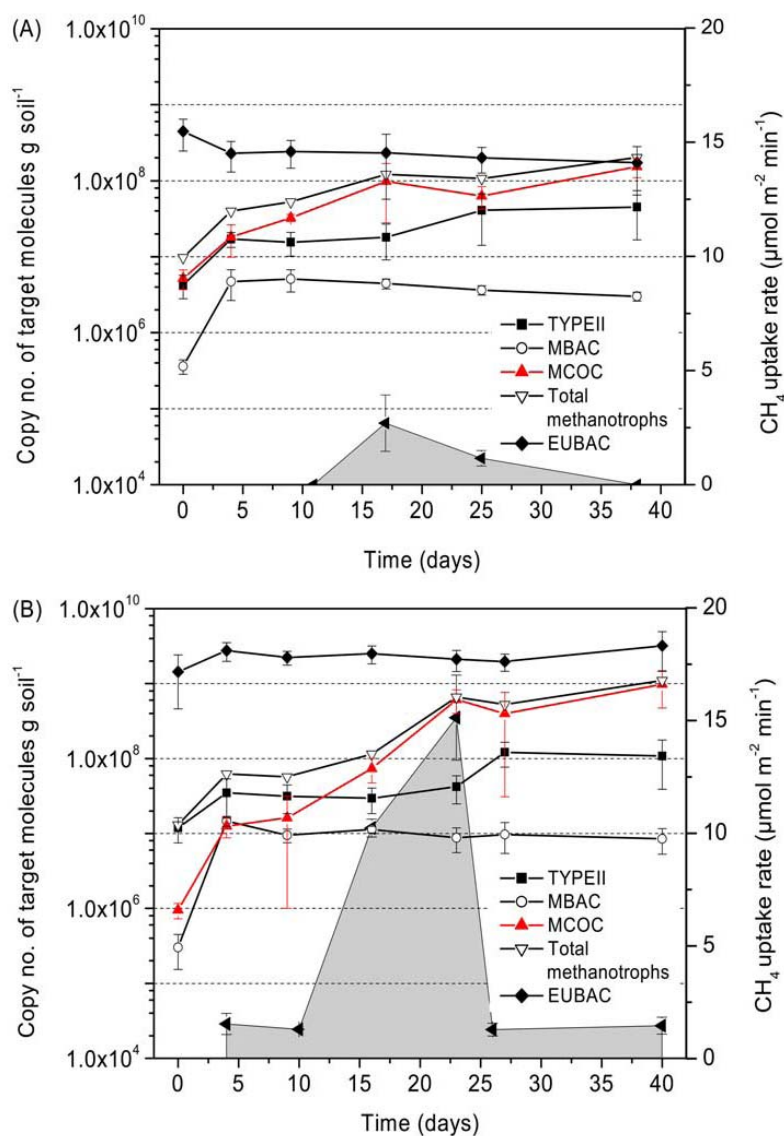 (A)
1.0x10¹⁰
1.0x10⁸
1.0x10⁶
1.0x10⁴
Copy no. of target molecules g soil⁻¹
20
15
10
5
0
CH₄ uptake rate (µmol m⁻² min⁻¹)
TYPEII
MBAC
MCOC
Total
methanotrophs
EUBAC
0 5 10 15 20 25 30 35 40
Time (days)
(B)
1.0x10¹⁰
1.0x10⁸
1.0x10⁶
1.0x10⁴
Copy no. of target molecules g soil⁻¹
20
15
10
5
0
CH₄ uptake rate (µmol m⁻² min⁻¹)
TYPEII
MBAC
MCOC
Total
methanotrophs
EUBAC
0 5 10 15 20 25 30 35 40
Time (days)